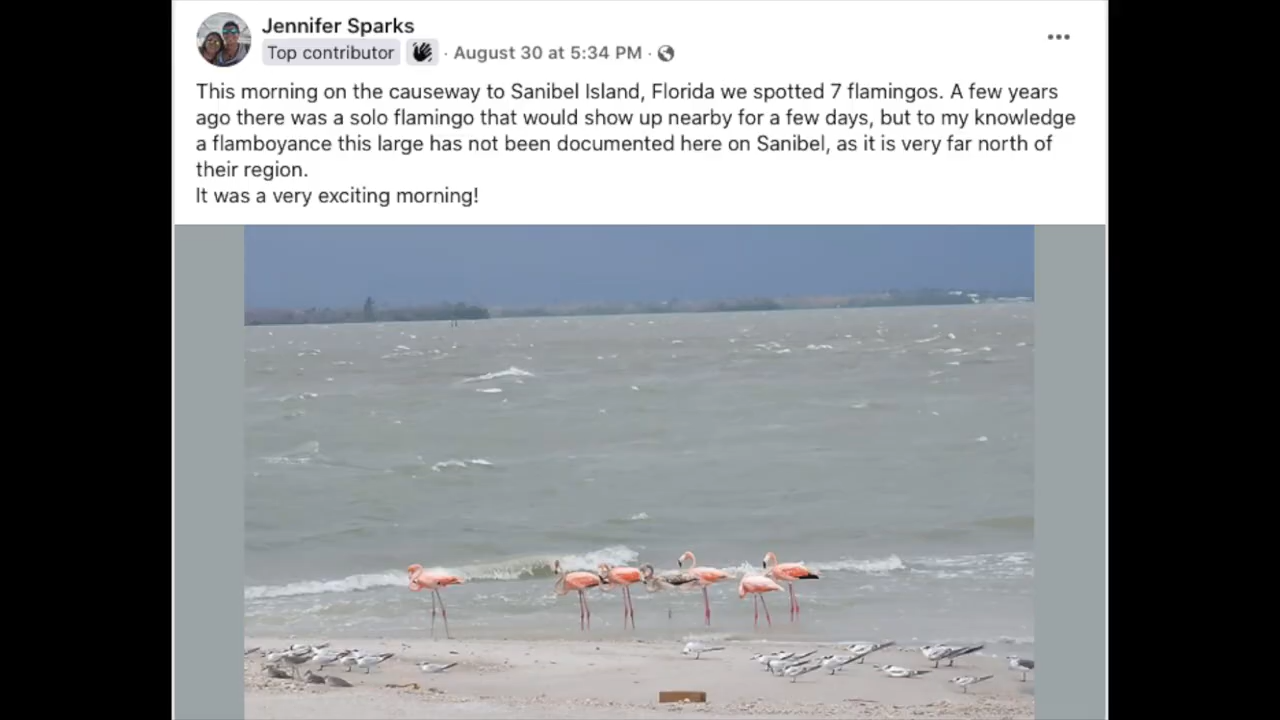 Jennifer Sparks
Top contributor · August 30 at 5:34 PM ·
This morning on the causeway to Sanibel Island, Florida we spotted 7 flamingos. A few years
ago there was a solo flamingo that would show up nearby for a few days, but to my knowledge
a flamboyance this large has not been documented here on Sanibel, as it is very far north of
their region.
It was a very exciting morning!